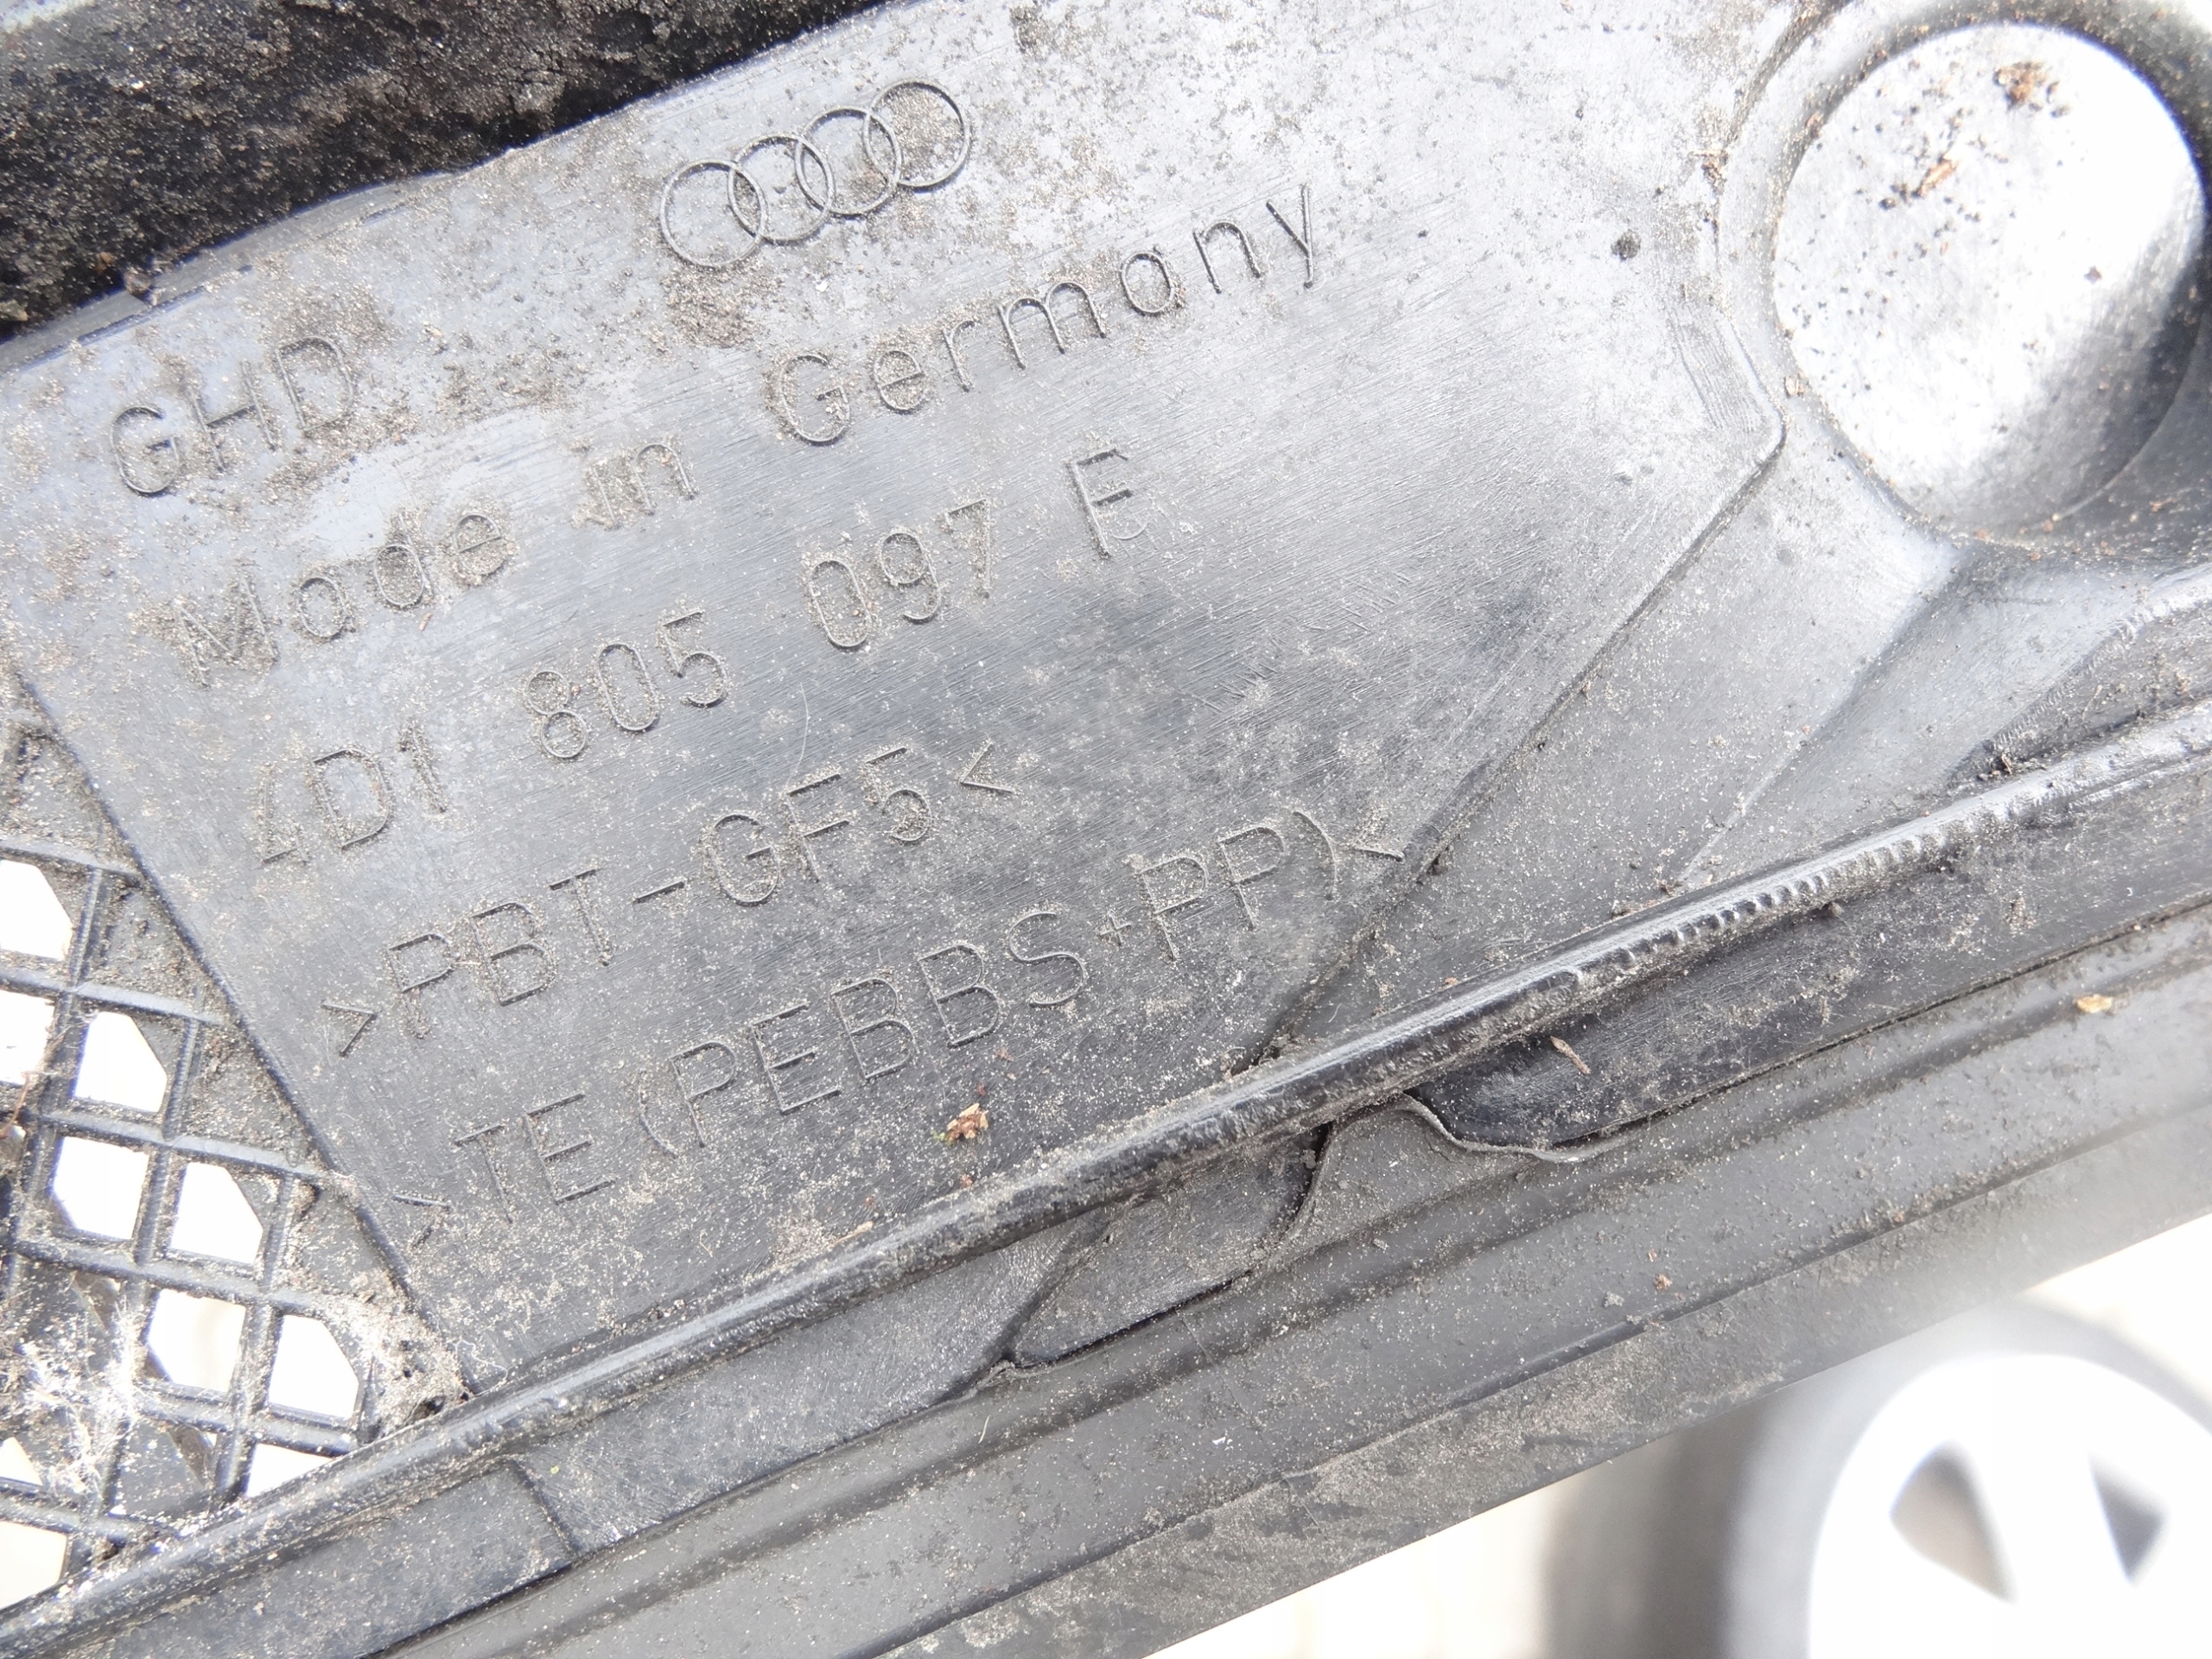 GHD
Made in Germany
4D1 805 097 E
>PBT-GF5<
>TE(PEBBS+PP)<